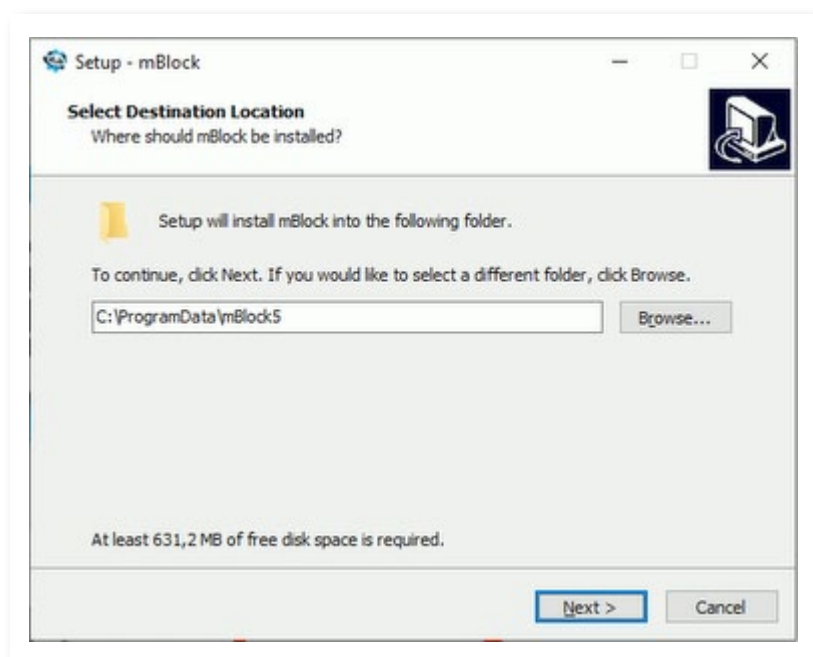 Setup - mBlock
Select Destination Location
Where should mBlock be installed?
Setup will install mBlock into the following folder.
To continue, click Next. If you would like to select a different folder, click Browse.
C:\ProgramData\mBlock5
Browse...
At least 631,2 MB of free disk space is required.
Next >
Cancel